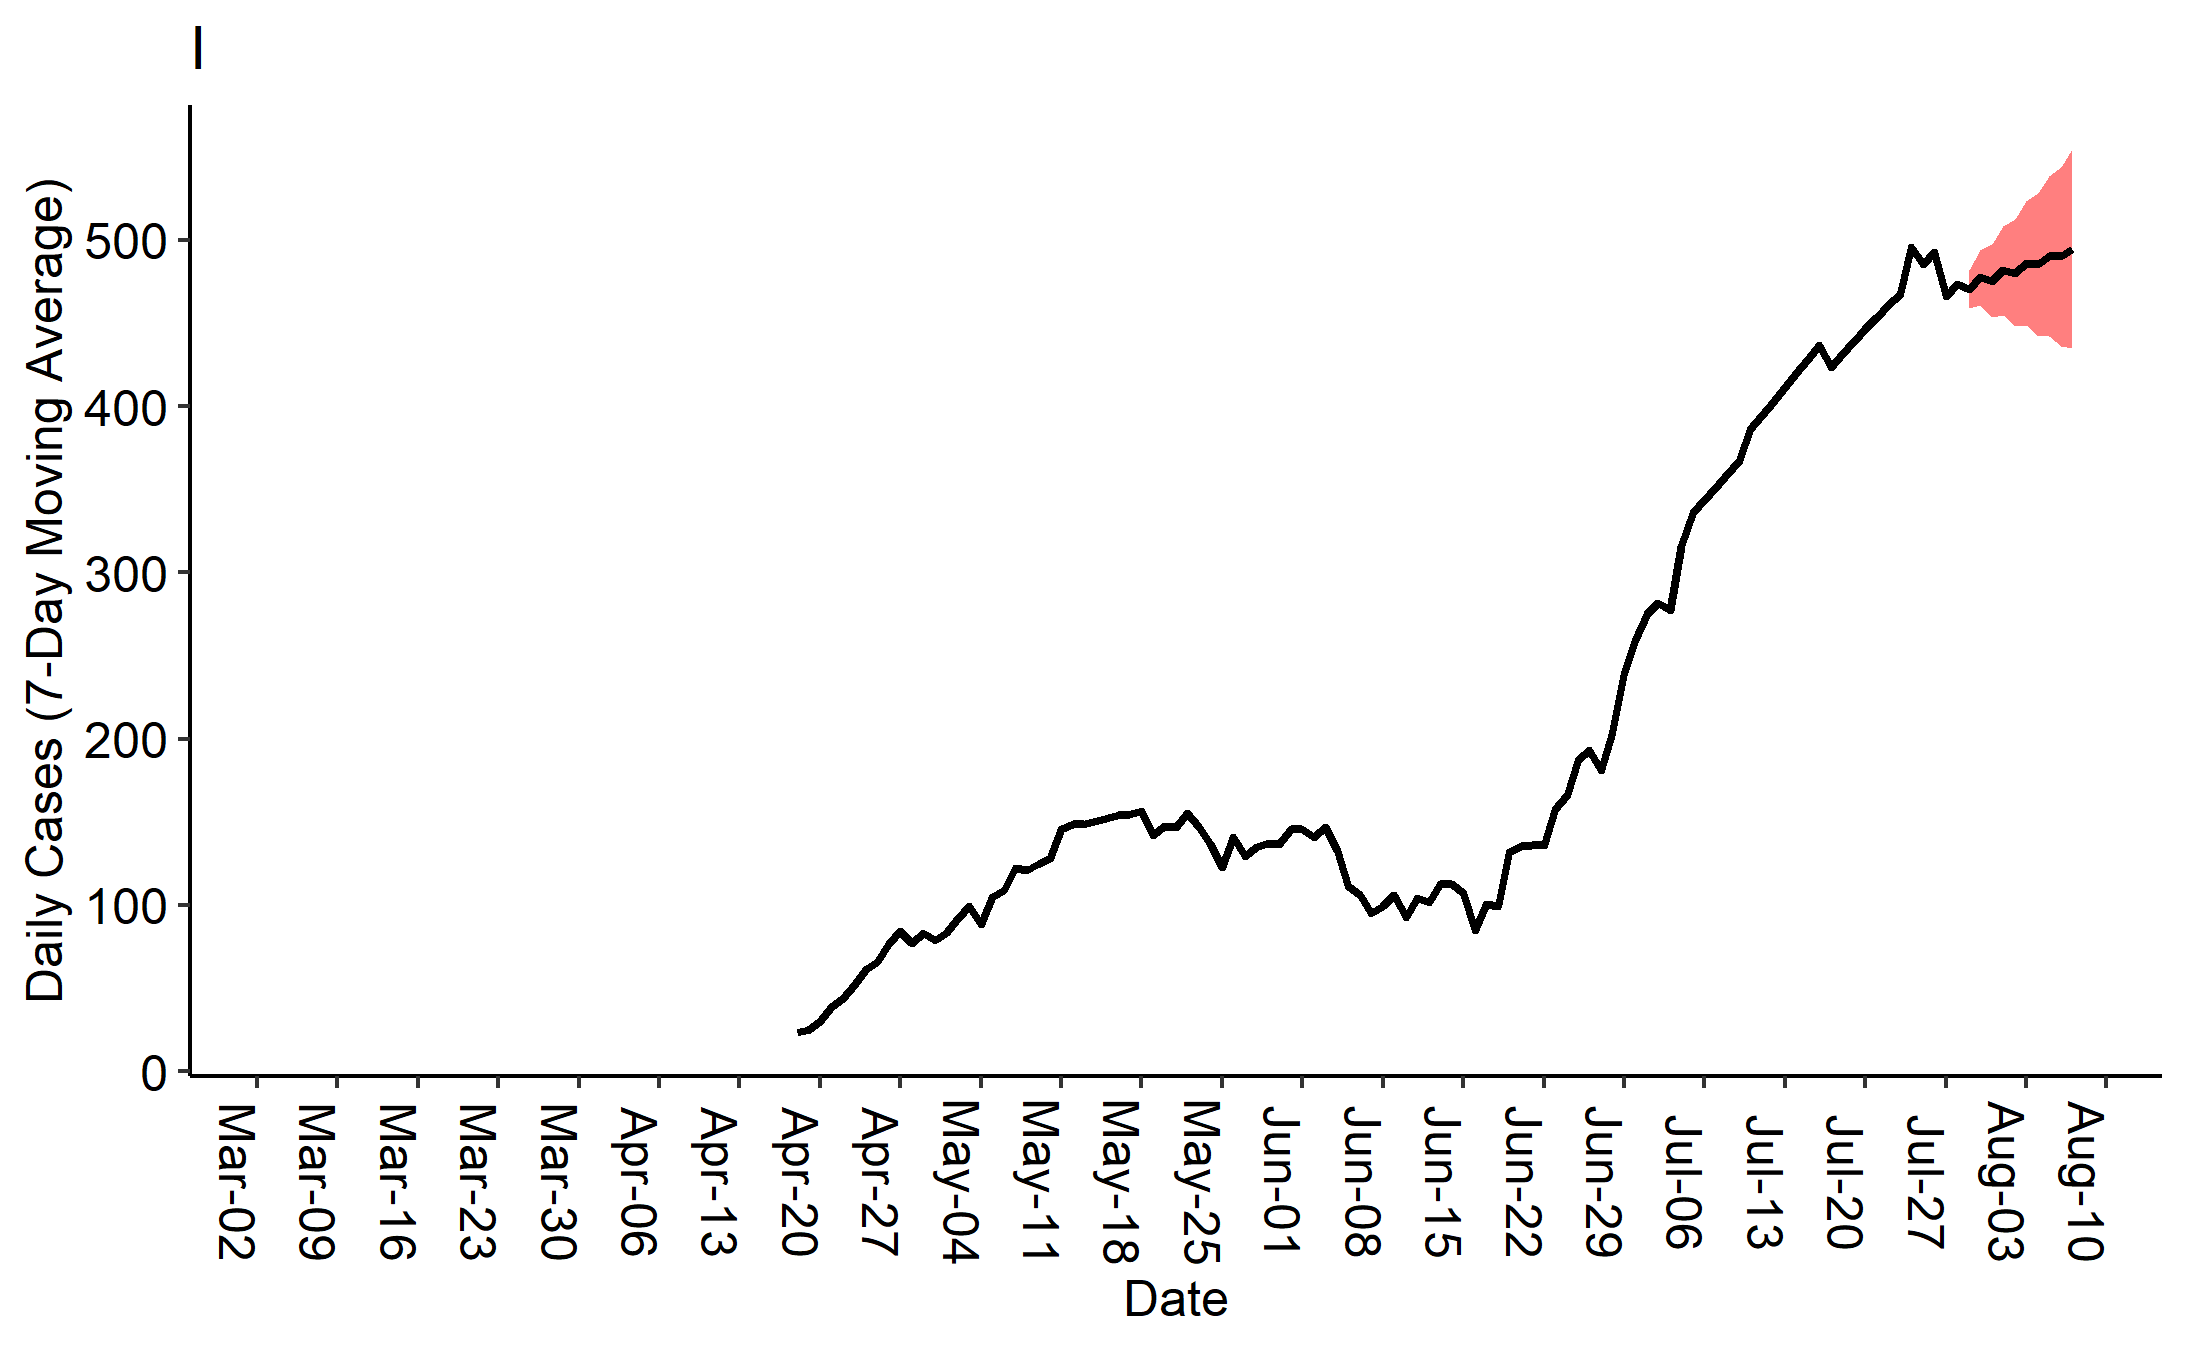 I
Daily Cases (7-Day Moving Average)
500
400
300
200
100
0
Mar-02
Mar-09
Mar-16
Mar-23
Mar-30
Apr-06
Apr-13
Apr-20
Apr-27
May-04
May-11
May-18
May-25
Jun-01
Jun-08
Jun-15
Jun-22
Jun-29
Jul-06
Jul-13
Jul-20
Jul-27
Aug-03
Aug-10
Date